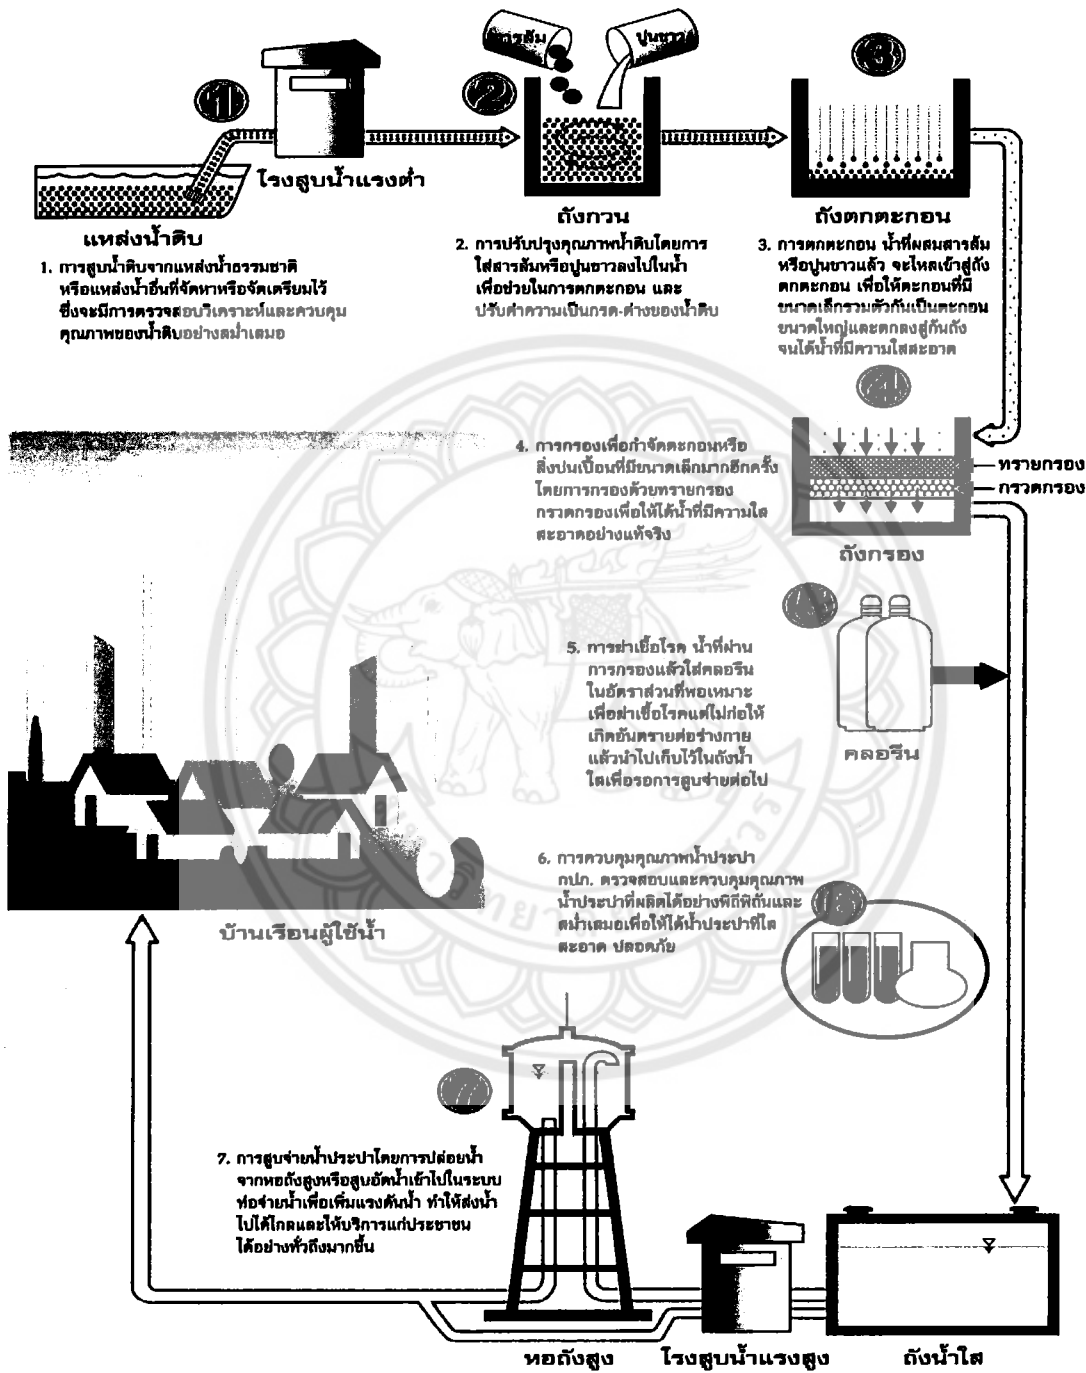 1
2
3
สารส้ม
ปูนขาว
โรงสูบน้ำแรงต่ำ
แหล่งน้ำดิบ
ถังกวน
ถังตกตะกอน
1. การสูบน้ำดิบจากแหล่งน้ำธรรมชาติ
หรือแหล่งน้ำอื่นที่จัดหาหรือจัดเตรียมไว้
ซึ่งจะมีการตรวจสอบวิเคราะห์และควบคุม
คุณภาพของน้ำดิบอย่างสม่ำเสมอ
2. การปรับปรุงคุณภาพน้ำดิบโดยการ
ใส่สารส้มหรือปูนขาวลงไปในน้ำ
เพื่อช่วยในการตกตะกอน และ
ปรับค่าความเป็นกรด-ด่างของน้ำดิบ
3. การตกตะกอน น้ำที่ผสมสารส้ม
หรือปูนขาวแล้ว จะไหลเข้าสู่ถัง
ตกตะกอน เพื่อให้ตะกอนที่มี
ขนาดเล็กรวมตัวกันเป็นตะกอน
ขนาดใหญ่และตกลงสู่ก้นถัง
จนได้น้ำที่มีความใสสะอาด
4
4. การกรองเพื่อกำจัดตะกอนหรือ
สิ่งปนเปื้อนที่มีขนาดเล็กมากอีกครั้ง
โดยการกรองด้วยทรายกรอง
กรวดกรองเพื่อให้ได้น้ำที่มีความใส
สะอาดอย่างแท้จริง
ทรายกรอง
กรวดกรอง
ถังกรอง
5. การฆ่าเชื้อโรค น้ำที่ผ่าน
การกรองแล้วใส่คลอรีน
ในอัตราส่วนที่พอเหมาะ
เพื่อฆ่าเชื้อโรคแต่ไม่ก่อให้
เกิดอันตรายต่อร่างกาย
แล้วนำไปเก็บไว้ในถังน้ำ
ใสเพื่อรอการสูบจ่ายต่อไป
คลอรีน
6. การควบคุมคุณภาพน้ำประปา
กปภ. ตรวจสอบและควบคุมคุณภาพ
น้ำประปาที่ผลิตได้อย่างพิถีพิถันและ
สม่ำเสมอเพื่อให้ได้น้ำประปาที่ใส
สะอาด ปลอดภัย
บ้านเรือนผู้ใช้น้ำ
7. การสูบจ่ายน้ำประปาโดยการปล่อยน้ำ
จากหอถังสูงหรือสูบอัดน้ำเข้าไปในระบบ
ท่อจ่ายน้ำเพื่อเพิ่มแรงดันน้ำ ทำให้ส่งน้ำ
ไปได้ไกลและให้บริการแก่ประชาชน
ได้อย่างทั่วถึงมากขึ้น
หอถังสูง
โรงสูบน้ำแรงสูง
ถังน้ำใส